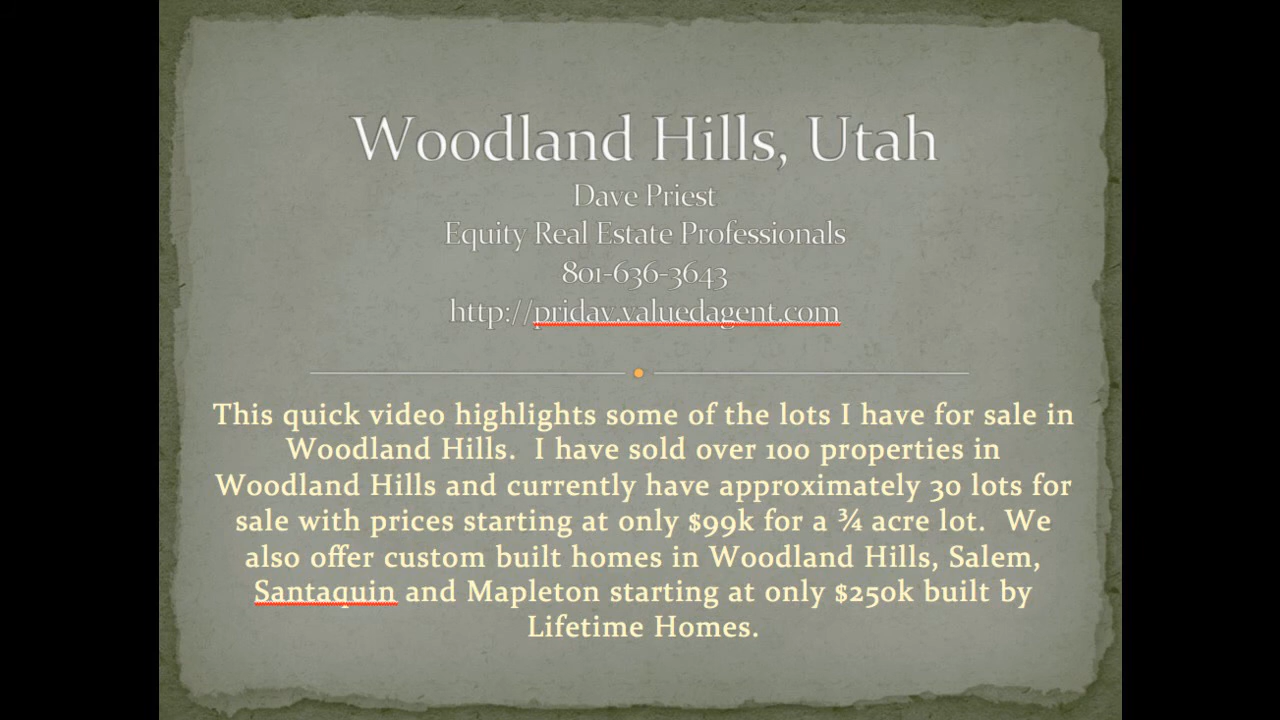 Woodland Hills, Utah
Dave Priest
Equity Real Estate Professionals
801-636-3643
http://pridav.valuedagent.com
This quick video highlights some of the lots I have for sale in
Woodland Hills.  I have sold over 100 properties in
Woodland Hills and currently have approximately 30 lots for
sale with prices starting at only $99k for a ¾ acre lot.  We
also offer custom built homes in Woodland Hills, Salem,
Santaquin and Mapleton starting at only $250k built by
Lifetime Homes.